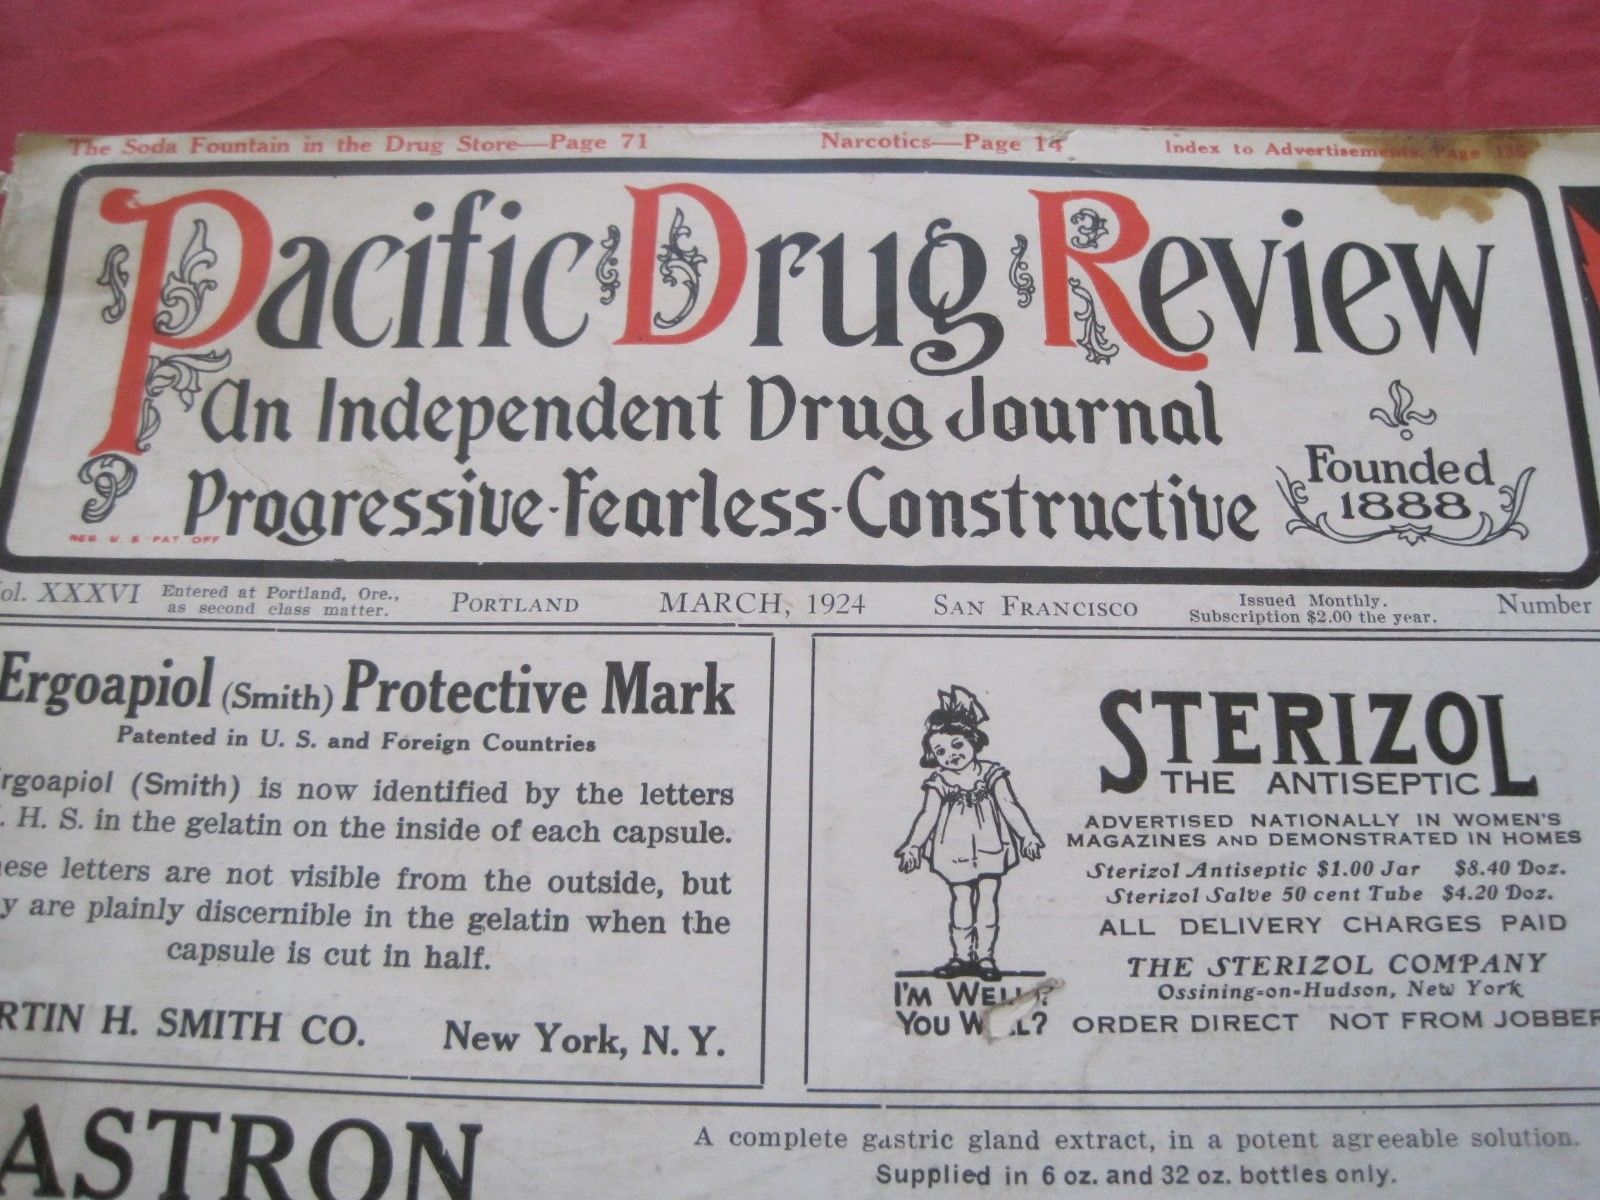 The Soda Fountain in the Drug Store—Page 71 Narcotics—Page 14 Index to Advertisements, Page 135
Pacific Drug Review
An Independent Drug Journal
Progressive-Fearless-Constructive
Founded
1888
REG. U. S. PAT OFF
Vol. XXXVI Entered at Portland, Ore., as second class matter. PORTLAND MARCH, 1924 SAN FRANCISCO Issued Monthly. Subscription $2.00 the year. Number
Ergoapiol (Smith) Protective Mark
Patented in U. S. and Foreign Countries
rgoapiol (Smith) is now identified by the letters
. H. S. in the gelatin on the inside of each capsule.
ese letters are not visible from the outside, but
y are plainly discernible in the gelatin when the
capsule is cut in half.
RTIN H. SMITH CO. New York, N. Y.
STERIZOL
THE ANTISEPTIC
ADVERTISED NATIONALLY IN WOMEN'S
MAGAZINES AND DEMONSTRATED IN HOMES
Sterizol Antiseptic $1.00 Jar $8.40 Doz.
Sterizol Salve 50 cent Tube $4.20 Doz.
ALL DELIVERY CHARGES PAID
THE STERIZOL COMPANY
Ossining-on-Hudson, New York
ORDER DIRECT NOT FROM JOBBER
I'M WELL?
YOU W LL?
ASTRON
A complete gastric gland extract, in a potent agreeable solution.
Supplied in 6 oz. and 32 oz. bottles only.